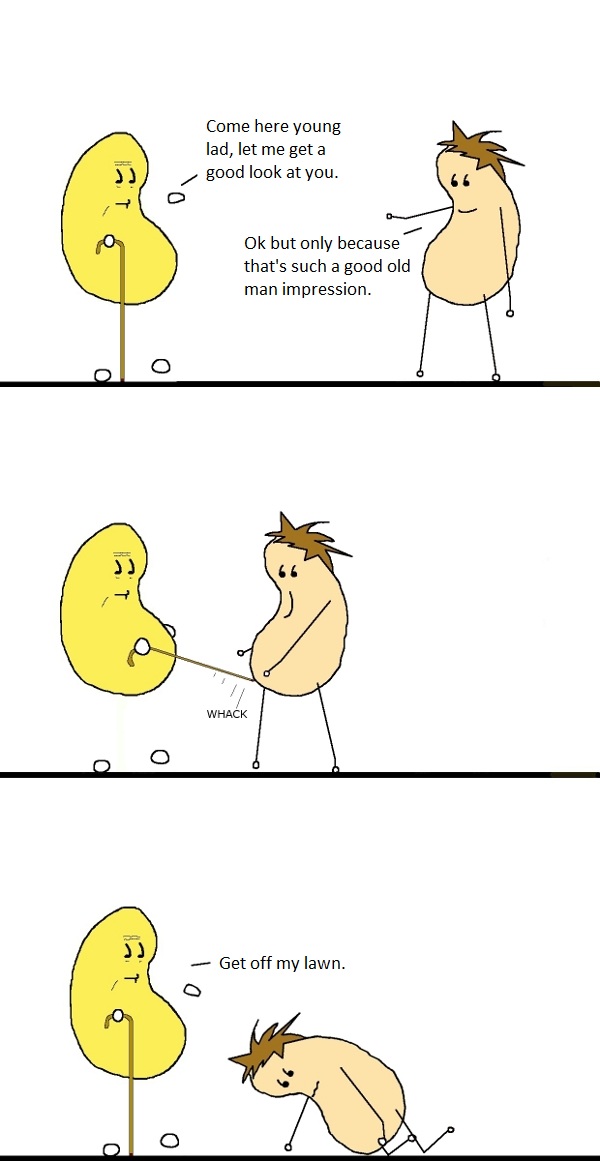 Come here young
lad, let me get a
good look at you.
Ok but only because
that's such a good old
man impression.
WHACK
Get off my lawn.